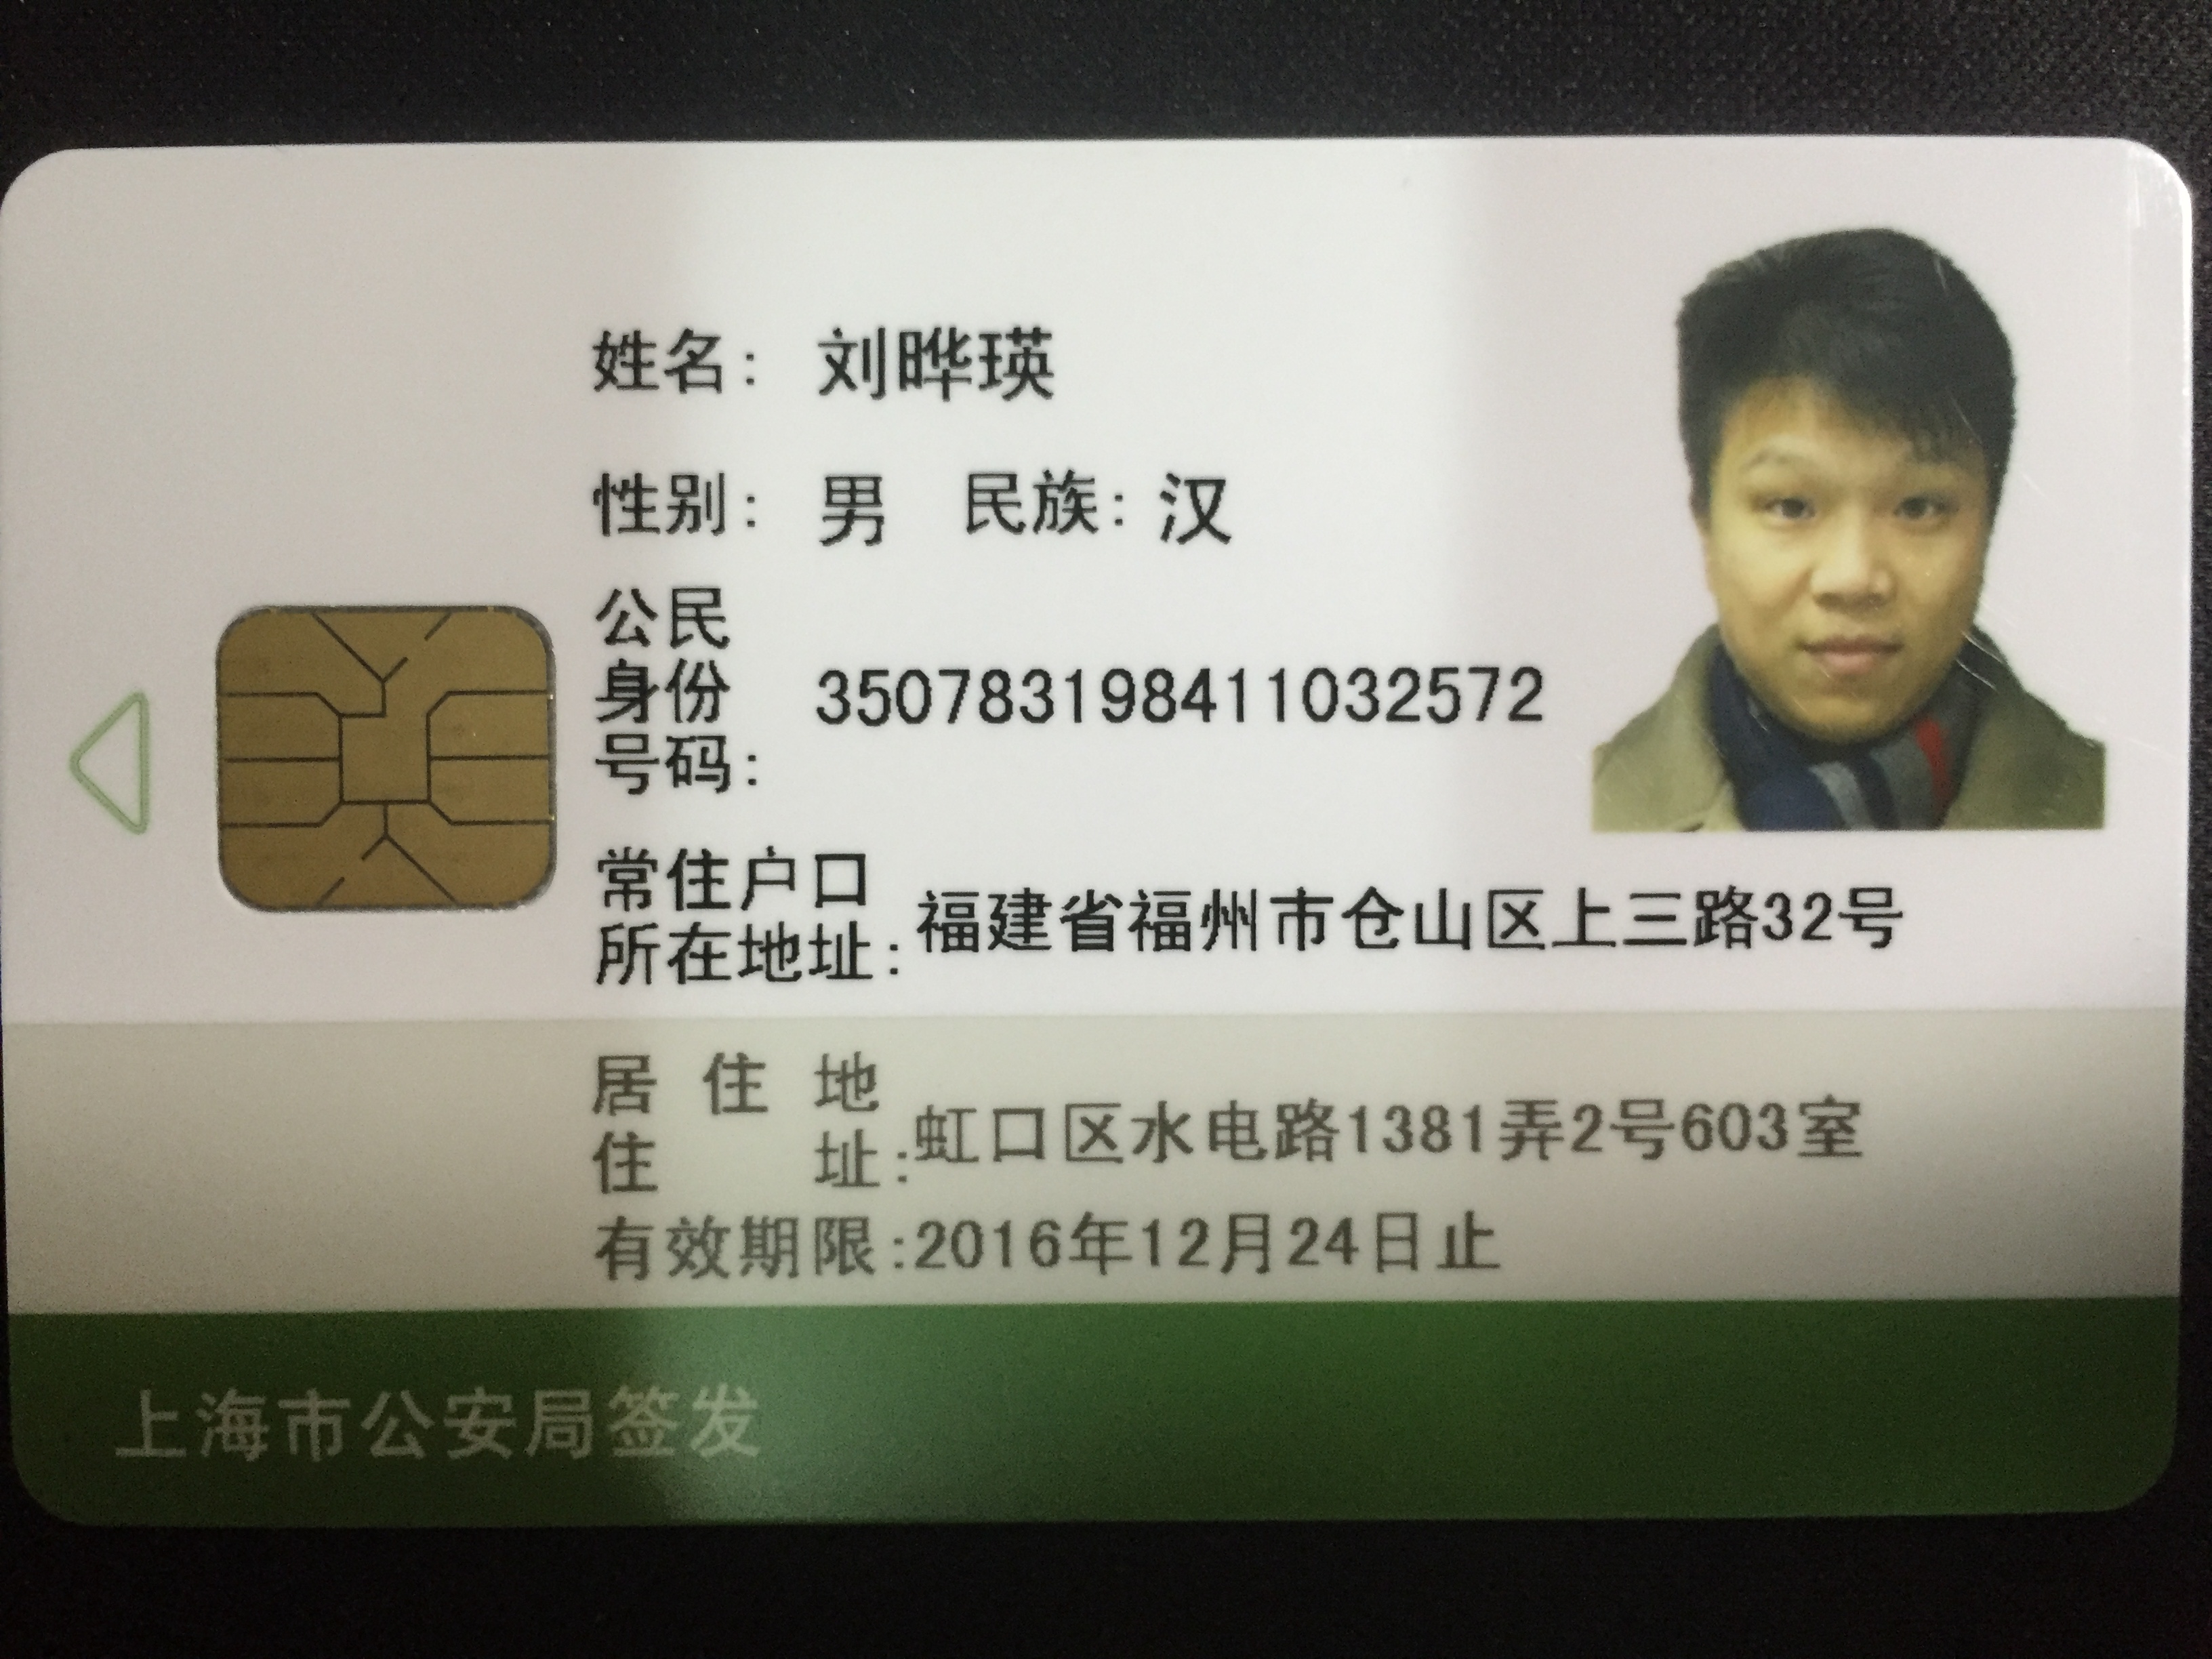 姓名: 刘晔瑛
性别: 男 民族: 汉
公民
身份
号码: 350783198411032572
常住户口
所在地址: 福建省福州市仓山区上三路32号
居住地
住址: 虹口区水电路1381弄2号603室
有效期限: 2016年12月24日止
上海市公安局签发